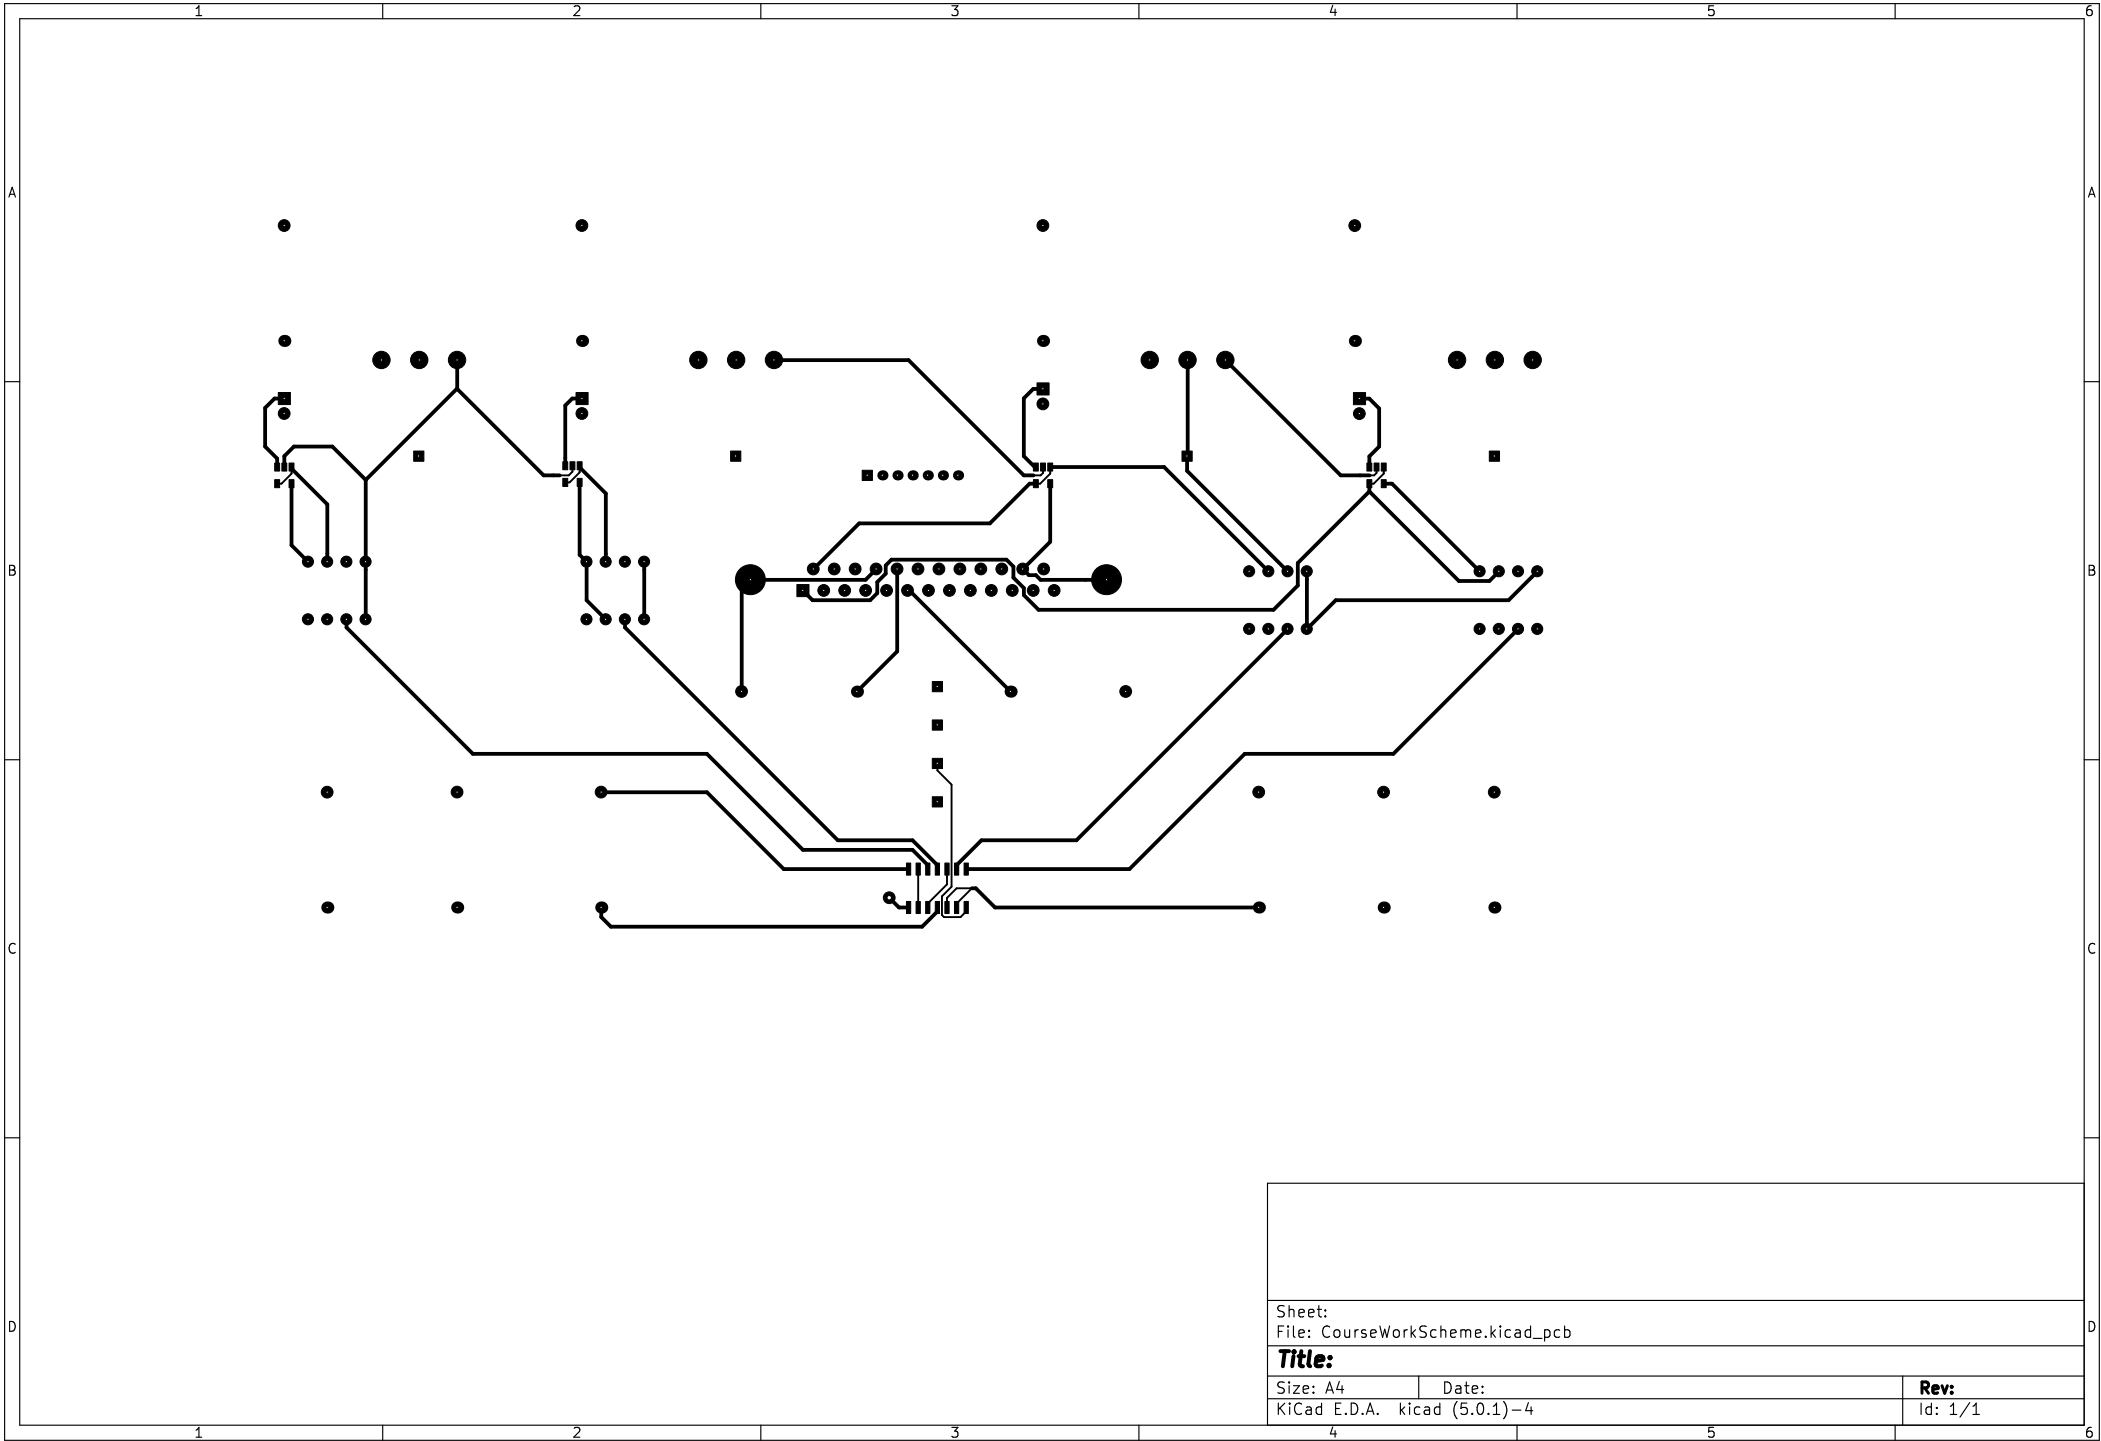 1 2 3 4 5 6
A A
B B
C C
D D
Sheet:
File: CourseWorkScheme.kicad_pcb
Title:
Size: A4 Date: Rev:
KiCad E.D.A. kicad (5.0.1)-4 Id: 1/1
1 2 3 4 5 6